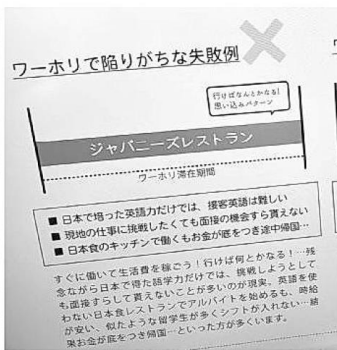 ワーホリで陥りがちな失敗例
行けばなんとかなる!
思い込みパターン
ジャパニーズレストラン
ワーホリ滞在期間
■ 日本で培った英語力だけでは、接客英語は難しい
■ 現地の仕事に挑戦したくても面接の機会すら貰えない
■ 日本食のキッチンで働くもお金が底をつき途中帰国…
すぐに働いて生活費を稼ごう!行けば何とかなる!…残
念ながら日本で得た語学力だけでは、挑戦しようとして
も面接すらして貰えないことが多いのが現実。英語を使
わない日本食レストランでアルバイトを始めるも、時給
が安い、似たような留学生が多くシフトが入れない…結
果お金が底をつき帰国…といった方が多くいます。